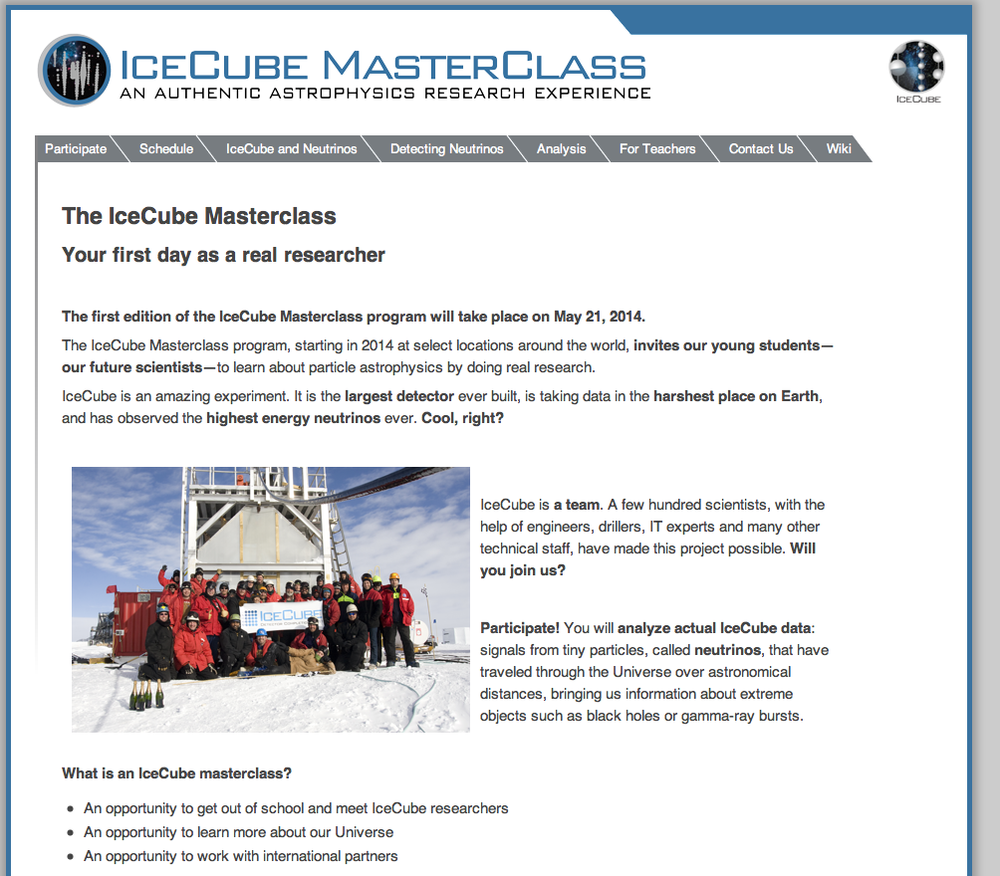 ICECUBE MASTERCLASS
AN AUTHENTIC ASTROPHYSICS RESEARCH EXPERIENCE
ICECUBE
Participate
Schedule
IceCube and Neutrinos
Detecting Neutrinos
Analysis
For Teachers
Contact Us
Wiki
The IceCube Masterclass
Your first day as a real researcher
The first edition of the IceCube Masterclass program will take place on May 21, 2014.
The IceCube Masterclass program, starting in 2014 at select locations around the world, invites our young students—
our future scientists—to learn about particle astrophysics by doing real research.
IceCube is an amazing experiment. It is the largest detector ever built, is taking data in the harshest place on Earth,
and has observed the highest energy neutrinos ever. Cool, right?
ICECUBE
IceCube is a team. A few hundred scientists, with the
help of engineers, drillers, IT experts and many other
technical staff, have made this project possible. Will
you join us?
Participate! You will analyze actual IceCube data:
signals from tiny particles, called neutrinos, that have
traveled through the Universe over astronomical
distances, bringing us information about extreme
objects such as black holes or gamma-ray bursts.
What is an IceCube masterclass?
• An opportunity to get out of school and meet IceCube researchers
• An opportunity to learn more about our Universe
• An opportunity to work with international partners